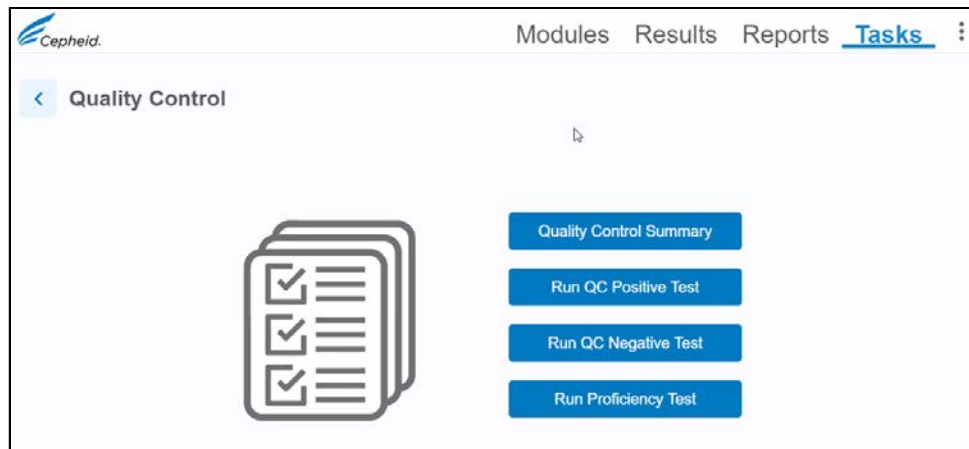 Cepheid.
Modules Results Reports Tasks
Quality Control
Quality Control Summary
Run QC Positive Test
Run QC Negative Test
Run Proficiency Test